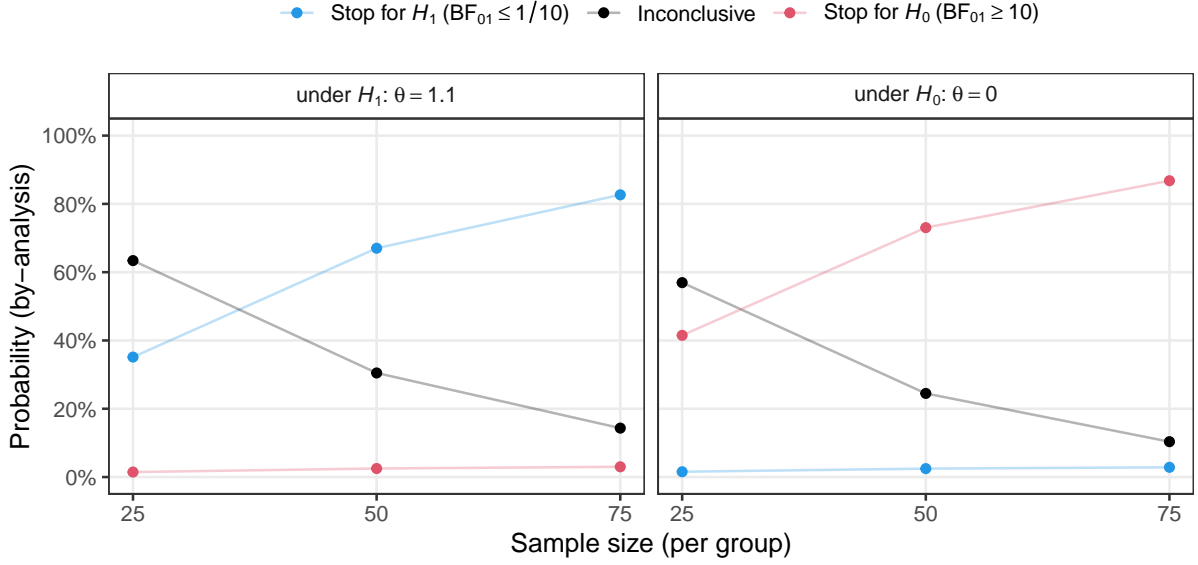 Stop for H₁ (BF₀₁ ≤ 1/10) Inconclusive Stop for H₀ (BF₀₁ ≥ 10)
under H₁: θ = 1.1
under H₀: θ = 0
Probability (by−analysis)
100%
80%
60%
40%
20%
0%
25 50 75
25 50 75
Sample size (per group)